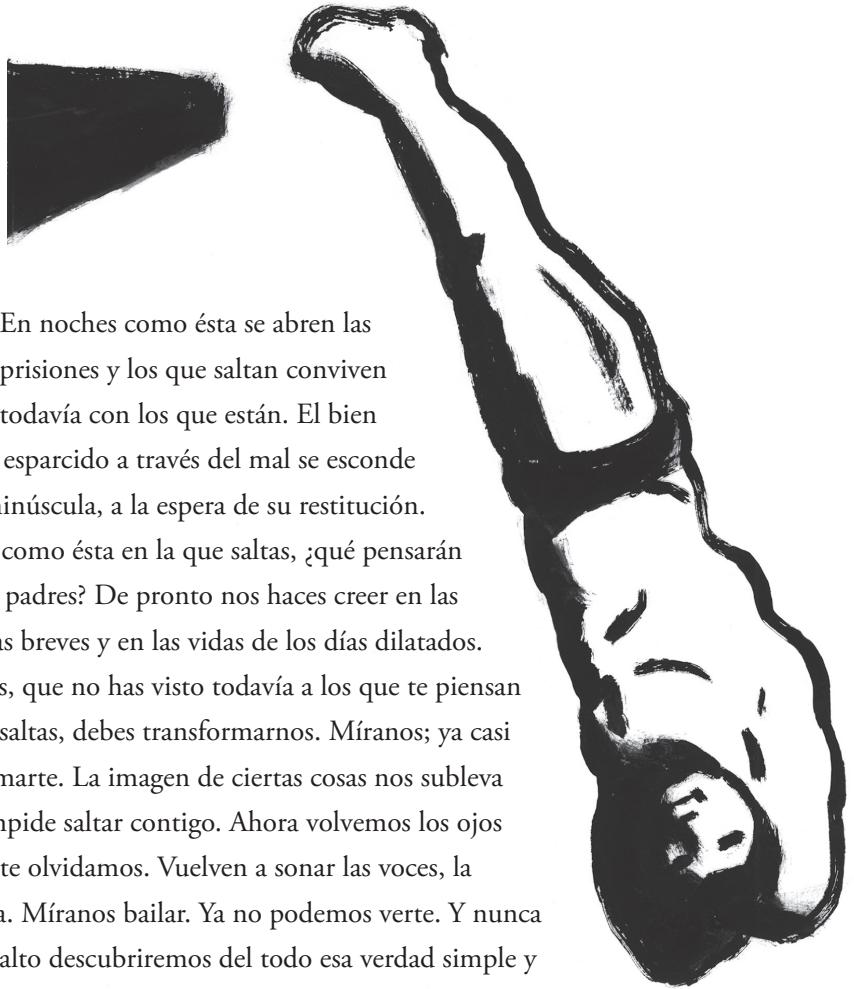 En noches como ésta se abren las
prisiones y los que saltan conviven
todavía con los que están. El bien
esparcido a través del mal se esconde
a la espera de su restitución.
como ésta en la que saltas, ¿qué pensarán
padres? De pronto nos haces creer en las
breves y en las vidas de los días dilatados.
que no has visto todavía a los que te piensan
saltas, debes transformarnos. Míranos; ya casi
La imagen de ciertas cosas nos subleva
saltar contigo. Ahora volvemos los ojos
te olvidamos. Vuelven a sonar las voces, la
Míranos bailar. Ya no podemos verte. Y nunca
descubriremos del todo esa verdad simple y